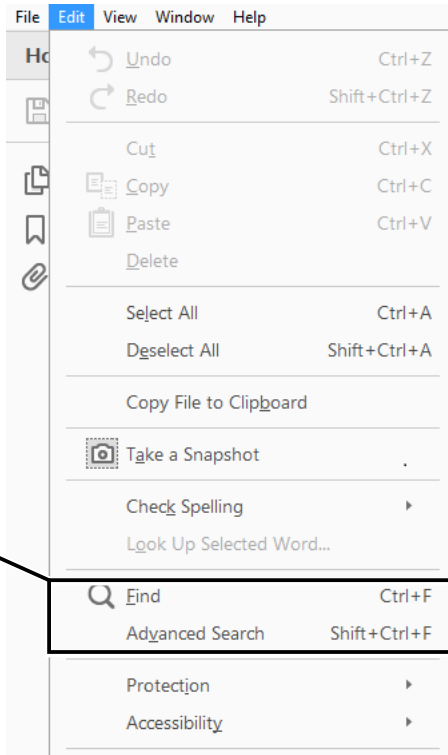 File Edit View Window Help
Ho
Undo Ctrl+Z
Redo Shift+Ctrl+Z
Cut Ctrl+X
Copy Ctrl+C
Paste Ctrl+V
Delete
Select All Ctrl+A
Deselect All Shift+Ctrl+A
Copy File to Clipboard
Take a Snapshot
Check Spelling
Look Up Selected Word...
Find Ctrl+F
Advanced Search Shift+Ctrl+F
Protection
Accessibility